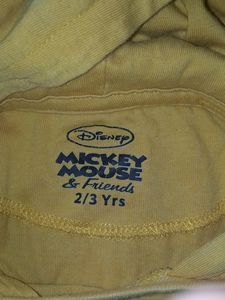 Disney
MICKEY
MOUSE
& Friends
2/3 Yrs